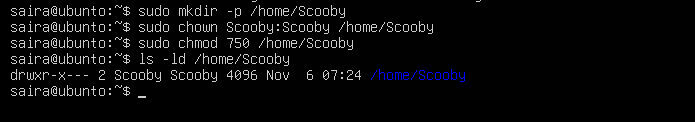 saira@ubunto:~$ sudo mkdir -p /home/Scooby
saira@ubunto:~$ sudo chown Scooby:Scooby /home/Scooby
saira@ubunto:~$ sudo chmod 750 /home/Scooby
saira@ubunto:~$ ls -ld /home/Scooby
drwxr-x--- 2 Scooby Scooby 4096 Nov  6 07:24 /home/Scooby
saira@ubunto:~$ _